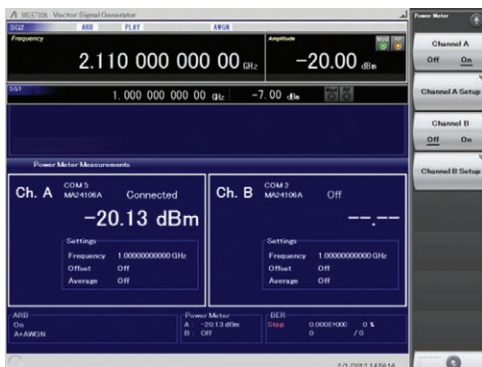 MG3710A Vector Signal Generator
Power Meter
SG2 ARB PLAY AWGN
Frequency
2.110 000 000 00 GHz
Amplitude
-20.00 dBm
SG1
1.000 000 000 00 GHz -7.00 dBm
Power Meter Measurements
Ch. A
COM 5
MA24106A Connected
-20.13 dBm
Settings
Frequency 1.00000000000 GHz
Offset Off
Average Off
Ch. B
COM 2
MA24106A Off
---.--
Settings
Frequency 1.00000000000 GHz
Offset Off
Average Off
ARB
On
A+AWGN
Power Meter
A : -20.13 dBm
B : Off
BER
Stop 0.000E+000 0 %
0 / 0
Channel A
Off On
Channel A Setup
Channel B
Off On
Channel B Setup